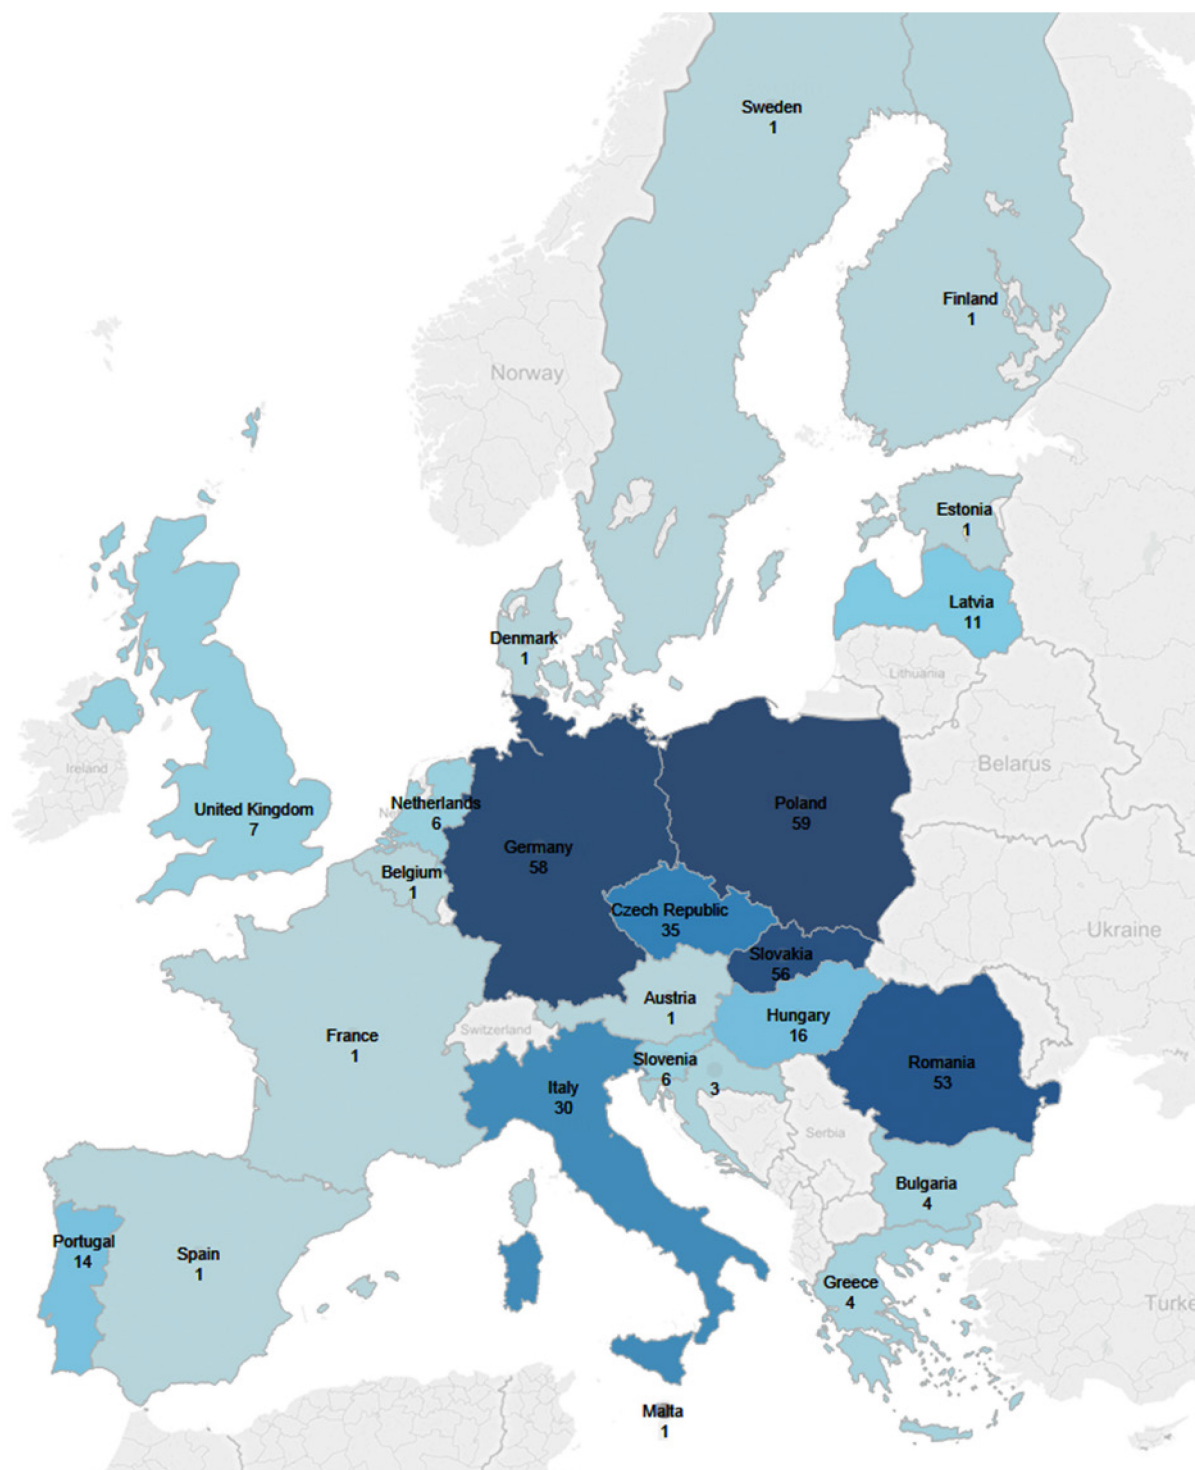 Sweden
1
Finland
1
Norway
Estonia
1
Latvia
11
Denmark
1
Lithuania
Ireland
Belarus
United Kingdom
7
Netherlands
6
Poland
59
Germany
58
Belgium
1
Czech Republic
35
Ukraine
Slovakia
56
Austria
1
Hungary
16
Switzerland
France
1
Slovenia
6
3
Romania
53
Italy
30
Serbia
Bulgaria
4
Portugal
14
Spain
1
Greece
4
Turke
Malta
1